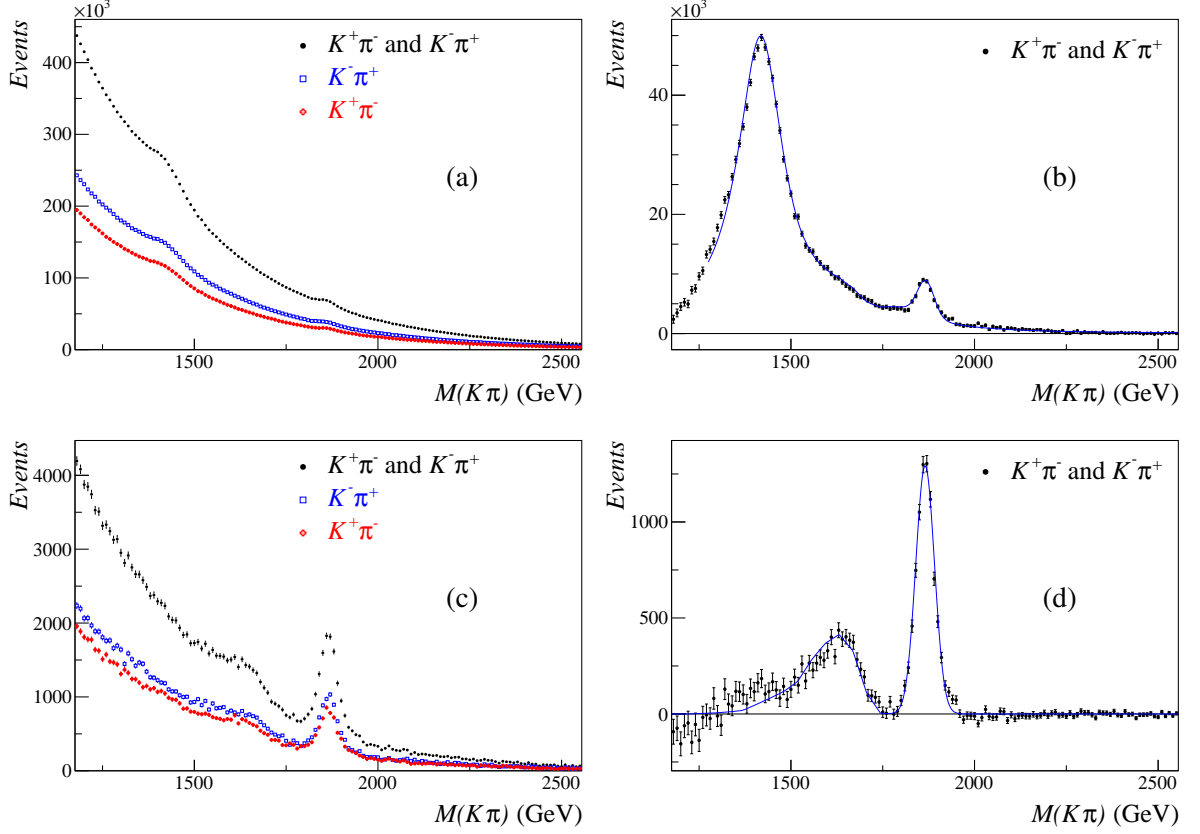 ×10³
Events
400
300
200
100
0
1500 2000 2500
M(Kπ) (GeV)
K⁺π⁻ and K⁻π⁺
K⁻π⁺
K⁺π⁻
(a)
×10³
Events
40
20
0
1500 2000 2500
M(Kπ) (GeV)
K⁺π⁻ and K⁻π⁺
(b)
Events
4000
3000
2000
1000
0
1500 2000 2500
M(Kπ) (GeV)
K⁺π⁻ and K⁻π⁺
K⁻π⁺
K⁺π⁻
(c)
Events
1000
500
0
1500 2000 2500
M(Kπ) (GeV)
K⁺π⁻ and K⁻π⁺
(d)